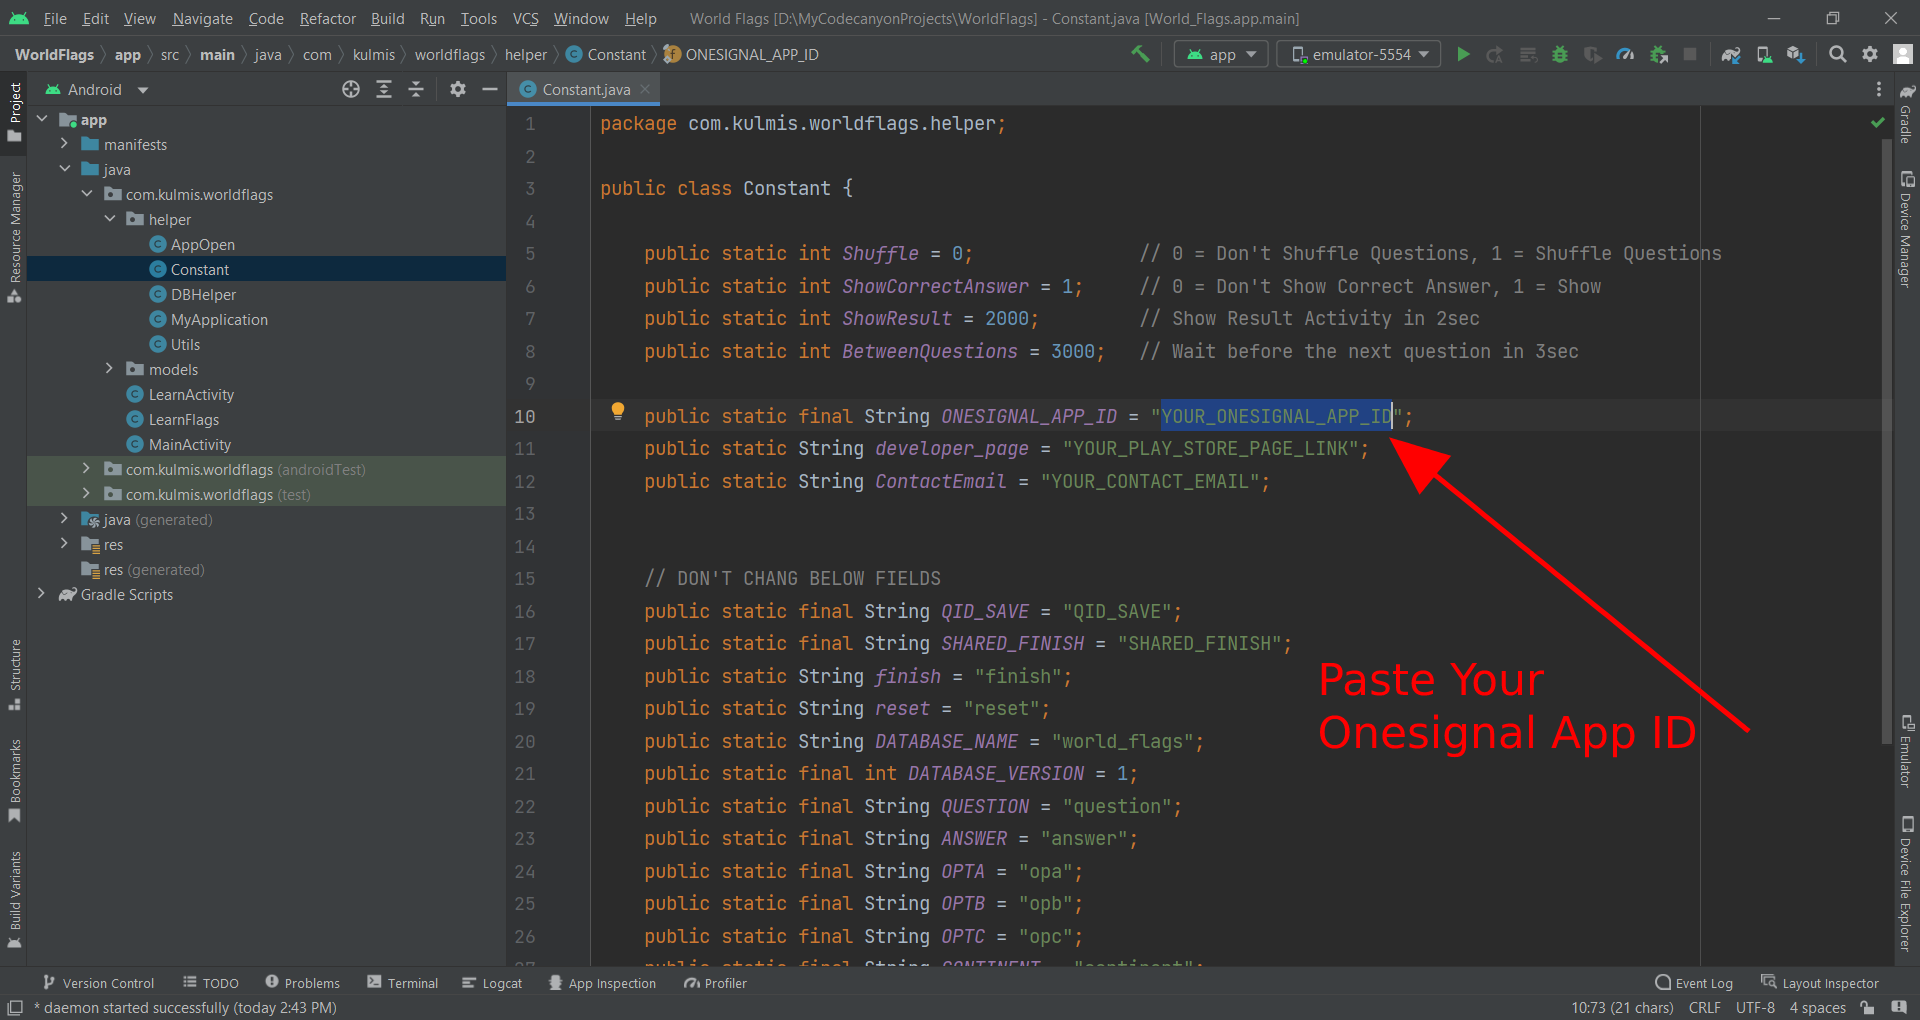 File Edit View Navigate Code Refactor Build Run Tools VCS Window Help World Flags [D:\MyCodecanyonProjects\WorldFlags] - Constant.java [World_Flags.app.main]
WorldFlags app src main java com kulmis worldflags helper Constant ONESIGNAL_APP_ID app emulator-5554
Android
Constant.java
Project
Resource Manager
Structure
Bookmarks
Build Variants
app
manifests
java
com.kulmis.worldflags
helper
AppOpen
Constant
DBHelper
MyApplication
Utils
models
LearnActivity
LearnFlags
MainActivity
com.kulmis.worldflags (androidTest)
com.kulmis.worldflags (test)
java (generated)
res
res (generated)
Gradle Scripts
1 package com.kulmis.worldflags.helper;
2
3 public class Constant {
4
5 public static int Shuffle = 0; // 0 = Don't Shuffle Questions, 1 = Shuffle Questions
6 public static int ShowCorrectAnswer = 1; // 0 = Don't Show Correct Answer, 1 = Show
7 public static int ShowResult = 2000; // Show Result Activity in 2sec
8 public static int BetweenQuestions = 3000; // Wait before the next question in 3sec
9
10 public static final String ONESIGNAL_APP_ID = "YOUR_ONESIGNAL_APP_ID";
11 public static String developer_page = "YOUR_PLAY_STORE_PAGE_LINK";
12 public static String ContactEmail = "YOUR_CONTACT_EMAIL";
13
14
15 // DON'T CHANG BELOW FIELDS
16 public static final String QID_SAVE = "QID_SAVE";
17 public static final String SHARED_FINISH = "SHARED_FINISH";
18 public static String finish = "finish";
19 public static String reset = "reset";
20 public static String DATABASE_NAME = "world_flags";
21 public static final int DATABASE_VERSION = 1;
22 public static final String QUESTION = "question";
23 public static final String ANSWER = "answer";
24 public static final String OPTA = "opa";
25 public static final String OPTB = "opb";
26 public static final String OPTC = "opc";
Paste Your
Onesignal App ID
Gradle
Device Manager
Emulator
Device File Explorer
Version Control TODO Problems Terminal Logcat App Inspection Profiler Event Log Layout Inspector
* daemon started successfully (today 2:43 PM) 10:73 (21 chars) CRLF UTF-8 4 spaces